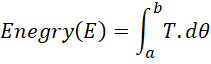 Enegry(E) = ∫_a^b T.dθ